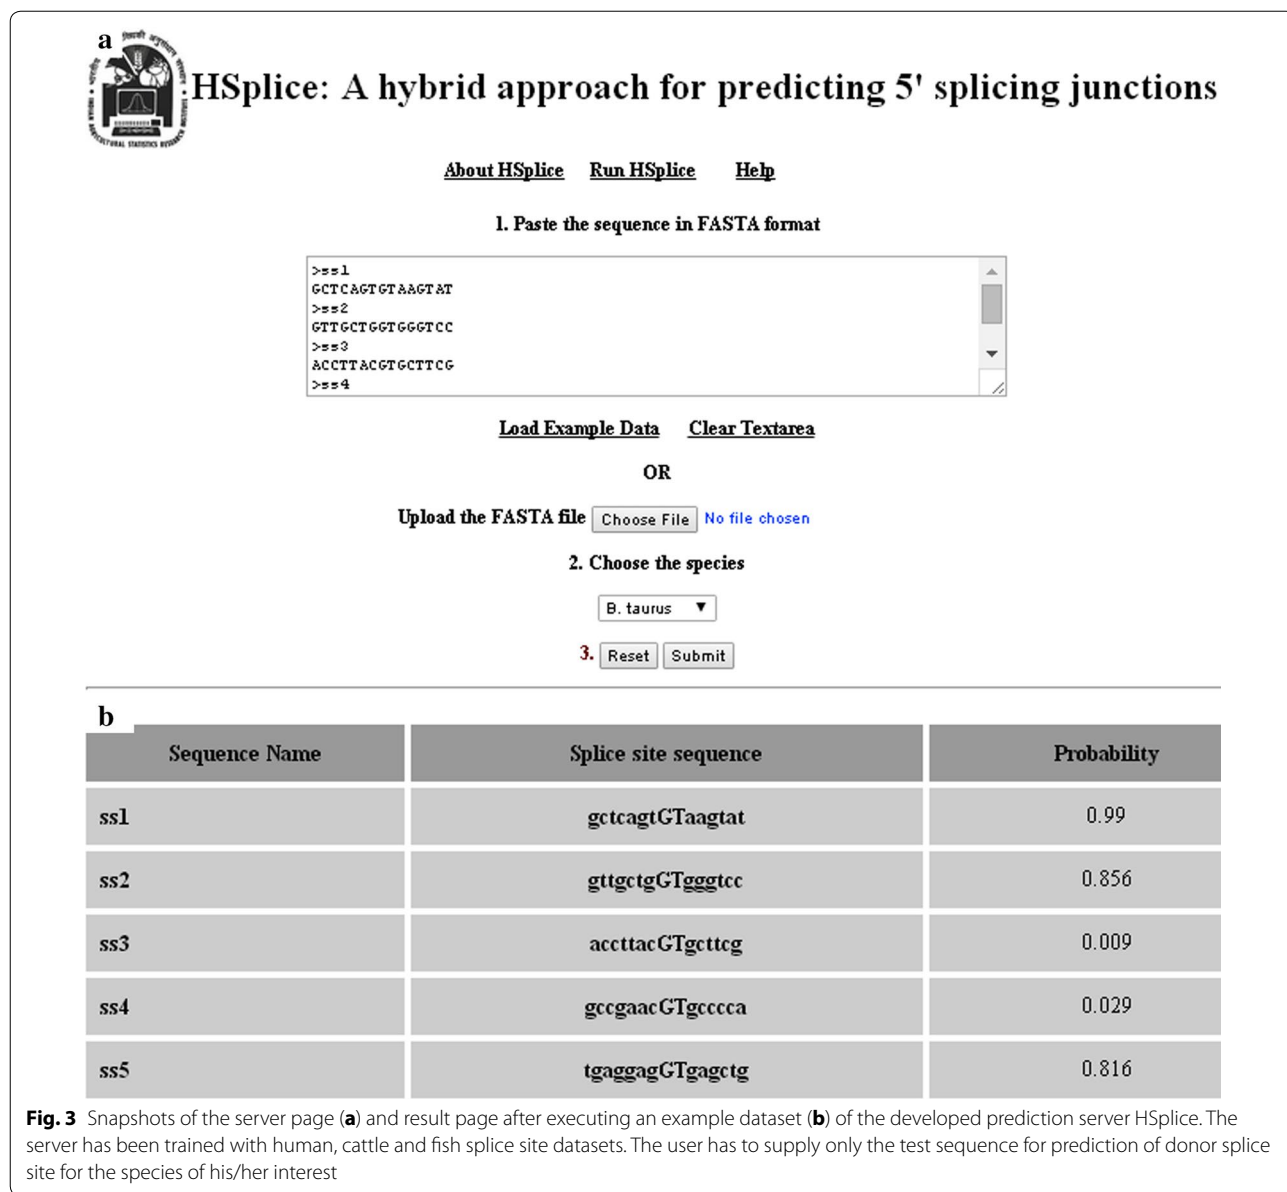 a
HSplice: A hybrid approach for predicting 5' splicing junctions
About HSplice Run HSplice Help
1. Paste the sequence in FASTA format
>ss1
GCTCAGTGTAAGTAT
>ss2
GTTGCTGGTGGGTCC
>ss3
ACCTTACGTGCTTCG
>ss4
Load Example Data Clear Textarea
OR
Upload the FASTA file Choose File No file chosen
2. Choose the species
B. taurus ▼
3. Reset Submit
b
Sequence Name Splice site sequence Probability
ss1 gctcagtGTaagtat 0.99
ss2 gttgctgGTgggtcc 0.856
ss3 accttacGTgcttcg 0.009
ss4 gccgaacGTgcccca 0.029
ss5 tgaggagGTgagctg 0.816
Fig. 3 Snapshots of the server page (a) and result page after executing an example dataset (b) of the developed prediction server HSplice. The
server has been trained with human, cattle and fish splice site datasets. The user has to supply only the test sequence for prediction of donor splice
site for the species of his/her interest